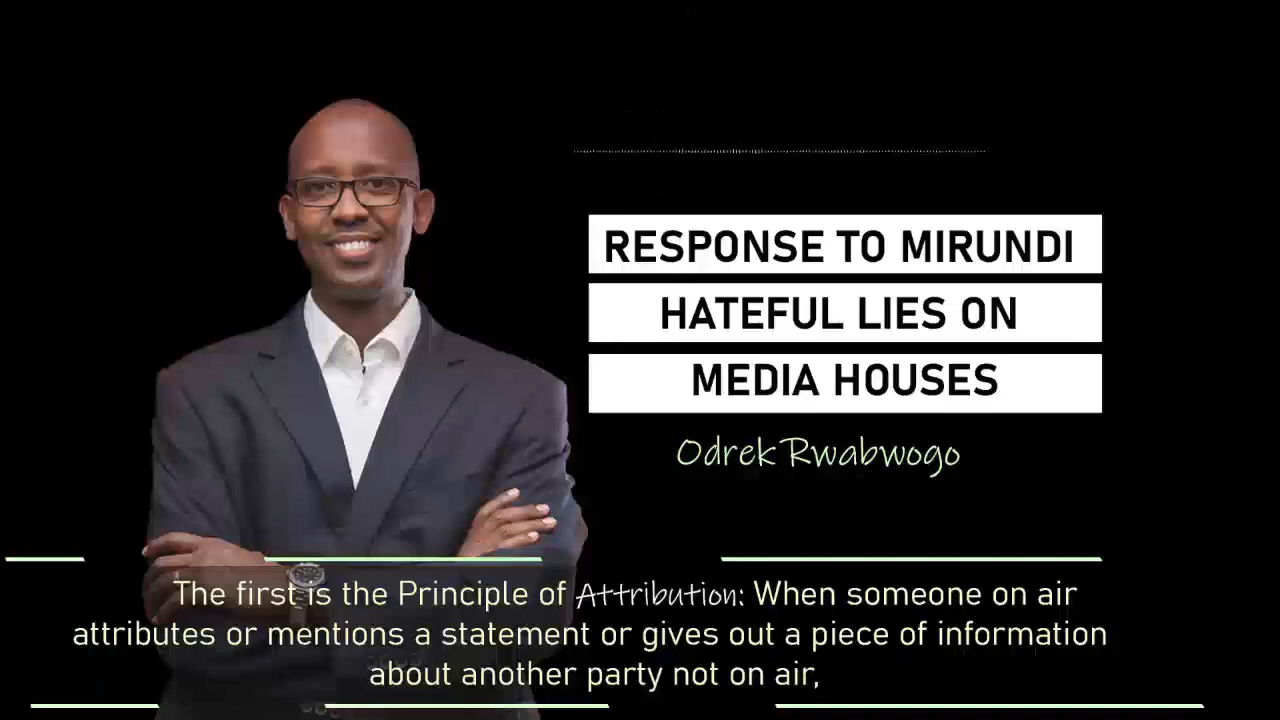 RESPONSE TO MIRUNDI
HATEFUL LIES ON
MEDIA HOUSES
Odrek Rwabwogo
The first is the Principle of Attribution: When someone on air
attributes or mentions a statement or gives out a piece of information
about another party not on air,